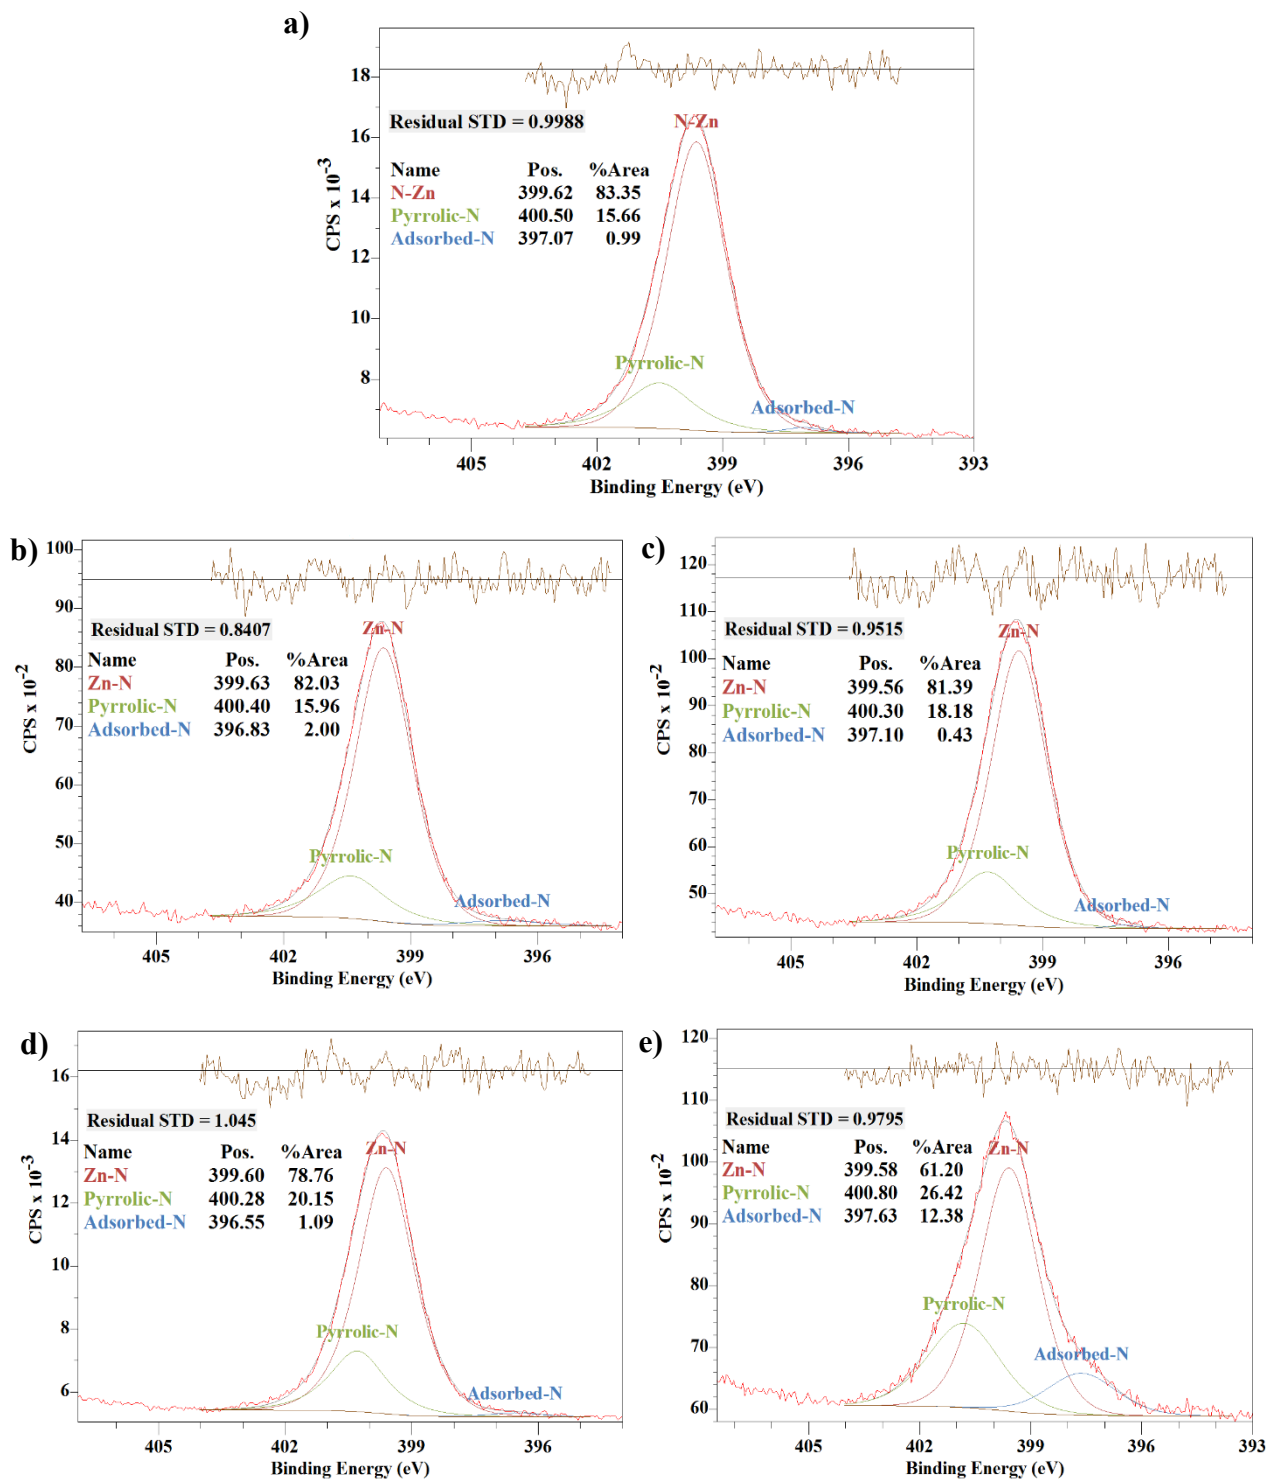 a)
18
16
14
12
10
8
CPS x 10⁻³
Residual STD = 0.9988
Name Pos. %Area
N-Zn 399.62 83.35
Pyrrolic-N 400.50 15.66
Adsorbed-N 397.07 0.99
N-Zn
Pyrrolic-N
Adsorbed-N
405 402 399 396 393
Binding Energy (eV)
b)
100
90
80
70
60
50
40
CPS x 10⁻²
Residual STD = 0.8407
Name Pos. %Area
Zn-N 399.63 82.03
Pyrrolic-N 400.40 15.96
Adsorbed-N 396.83 2.00
Zn-N
Pyrrolic-N
Adsorbed-N
405 402 399 396
Binding Energy (eV)
c)
120
110
100
90
80
70
60
50
CPS x 10⁻²
Residual STD = 0.9515
Name Pos. %Area
Zn-N 399.56 81.39
Pyrrolic-N 400.30 18.18
Adsorbed-N 397.10 0.43
Zn-N
Pyrrolic-N
Adsorbed-N
405 402 399 396
Binding Energy (eV)
d)
16
14
12
10
8
6
CPS x 10⁻³
Residual STD = 1.045
Name Pos. %Area
Zn-N 399.60 78.76
Pyrrolic-N 400.28 20.15
Adsorbed-N 396.55 1.09
Zn-N
Pyrrolic-N
Adsorbed-N
405 402 399 396
Binding Energy (eV)
e)
120
110
100
90
80
70
60
CPS x 10⁻²
Residual STD = 0.9795
Name Pos. %Area
Zn-N 399.58 61.20
Pyrrolic-N 400.80 26.42
Adsorbed-N 397.63 12.38
Zn-N
Pyrrolic-N
Adsorbed-N
405 402 399 396 393
Binding Energy (eV)